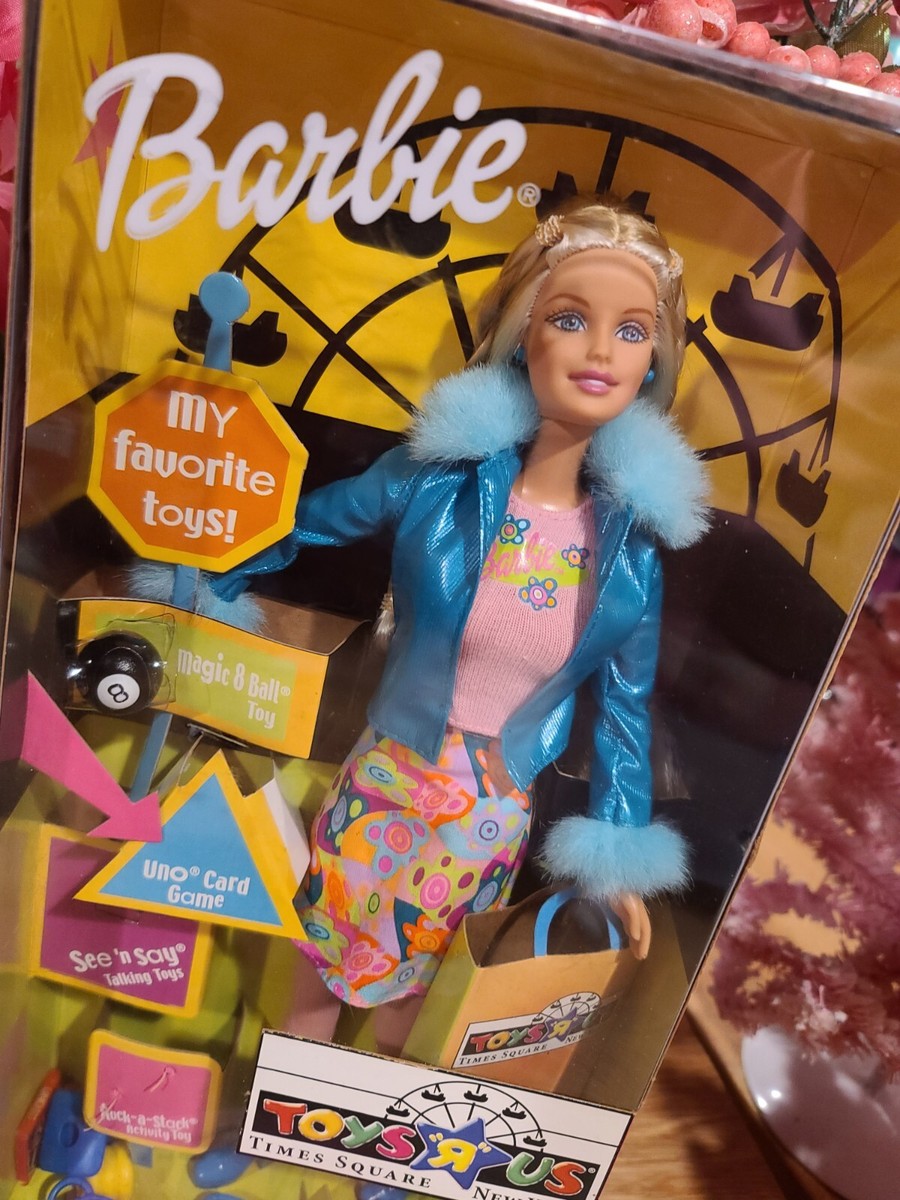 Barbie®
My
favorite
toys!
Barbie
8
Magic 8 Ball®
Toy
Uno® Card
Game
See 'n Say®
Talking Toys
Rock-a-Stack®
Activity Toy
TOYS R
TIMES SQUARE
TOYS "R" US®
TIMES SQUARE